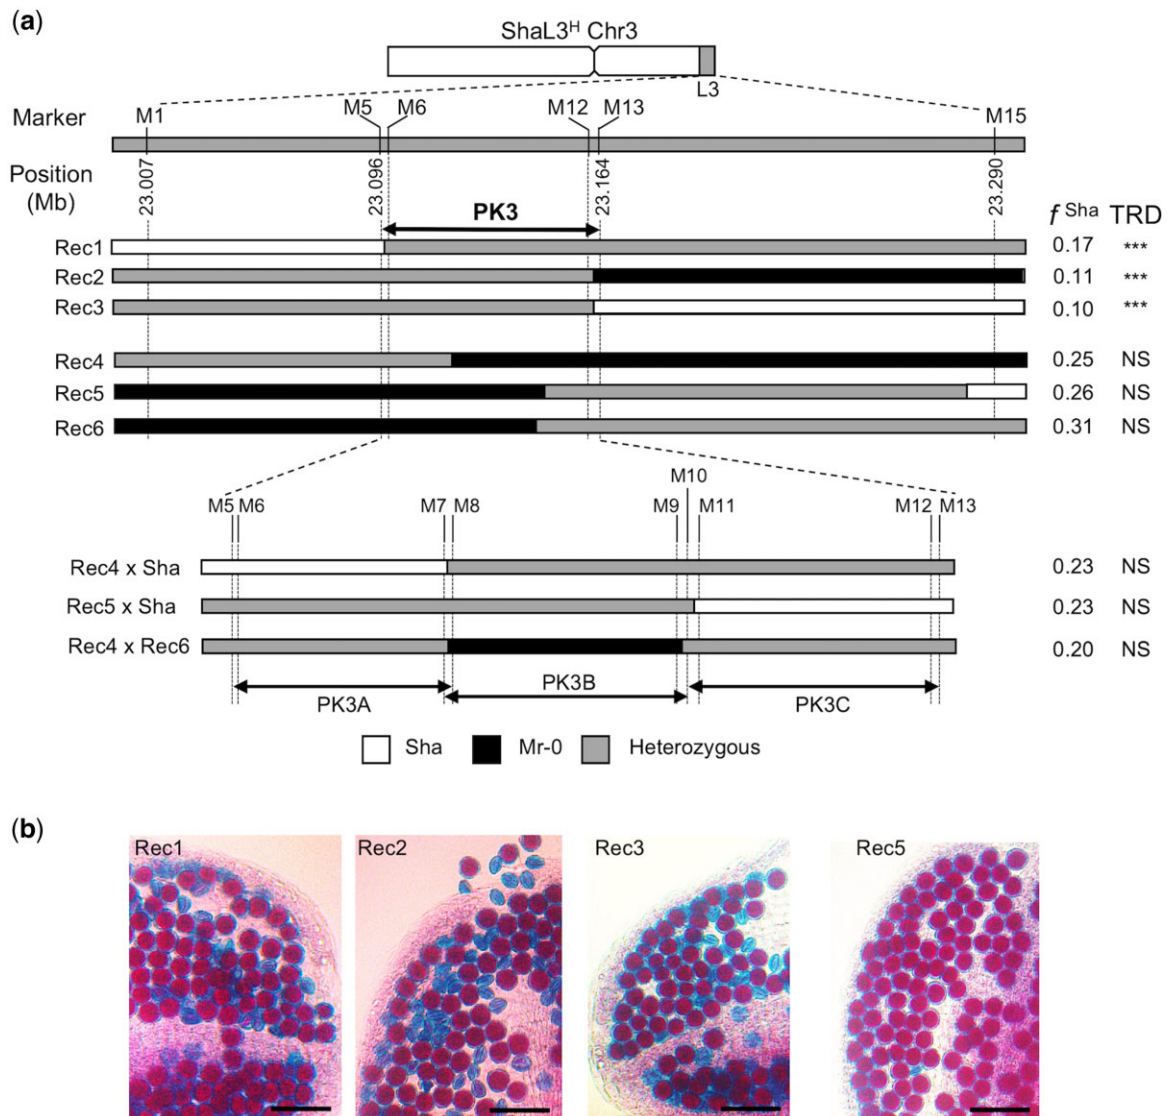 (a)
ShaL3H Chr3
L3
Marker M1 M5 M6 M12 M13 M15
Position (Mb) 23.007 23.096 23.164 23.290
PK3
f Sha TRD
Rec1 0.17 ***
Rec2 0.11 ***
Rec3 0.10 ***
Rec4 0.25 NS
Rec5 0.26 NS
Rec6 0.31 NS
M10
M5 M6 M7 M8 M9 M11 M12 M13
Rec4 x Sha 0.23 NS
Rec5 x Sha 0.23 NS
Rec4 x Rec6 0.20 NS
PK3A PK3B PK3C
Sha Mr-0 Heterozygous
(b)
Rec1 Rec2 Rec3 Rec5